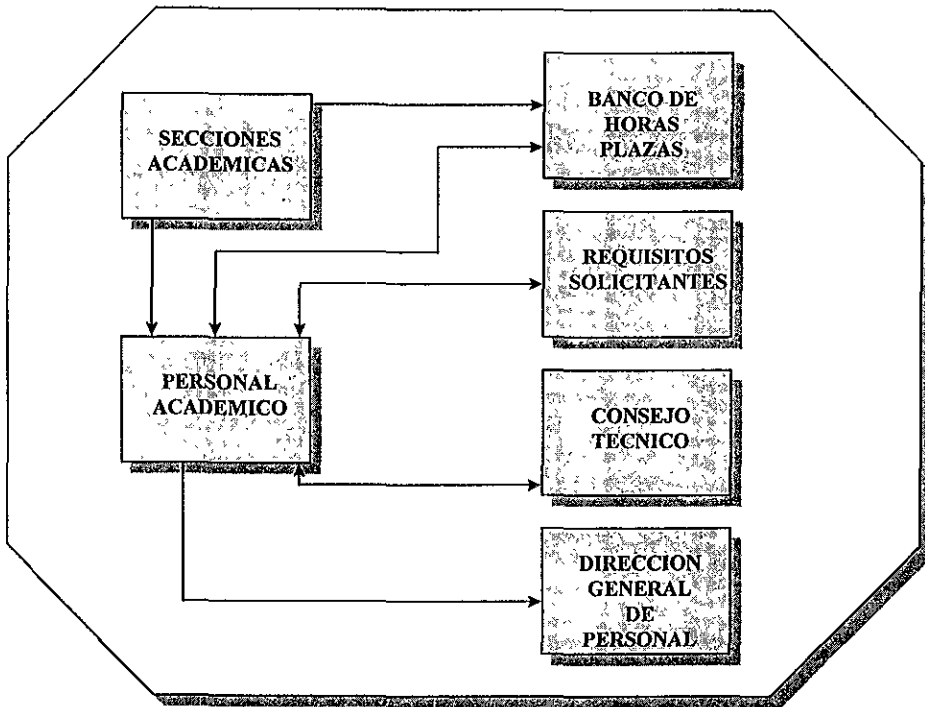 SECCIONES
ACADEMICAS
BANCO DE
HORAS
PLAZAS
REQUISITOS
SOLICITANTES
PERSONAL
ACADEMICO
CONSEJO
TECNICO
DIRECCION
GENERAL
DE
PERSONAL